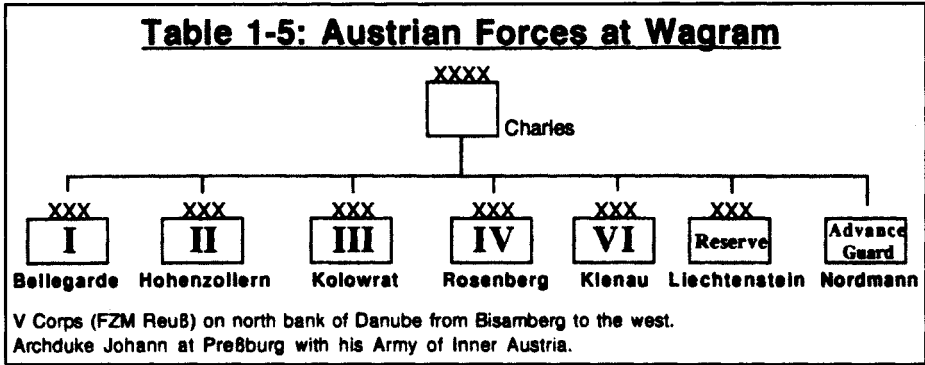 Table 1-5: Austrian Forces at Wagram
XXXX
Charles
XXX XXX XXX XXX XXX XXX
I II III IV VI Reserve Advance Guard
Bellegarde Hohenzollern Kolowrat Rosenberg Klenau Liechtenstein Nordmann
V Corps (FZM Reuß) on north bank of Danube from Bisamberg to the west.
Archduke Johann at Preßburg with his Army of Inner Austria.